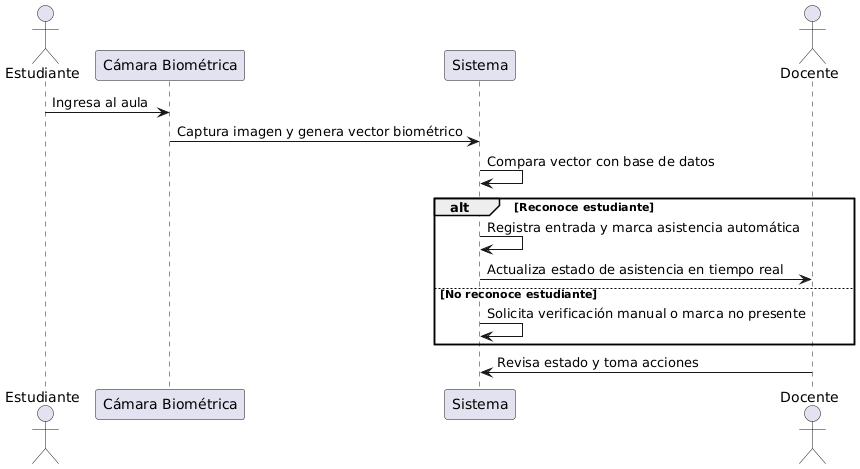 Estudiante
Cámara Biométrica
Sistema
Docente
Ingresa al aula
Captura imagen y genera vector biométrico
Compara vector con base de datos
alt
[Reconoce estudiante]
Registra entrada y marca asistencia automática
Actualiza estado de asistencia en tiempo real
[No reconoce estudiante]
Solicita verificación manual o marca no presente
Revisa estado y toma acciones
Estudiante
Cámara Biométrica
Sistema
Docente